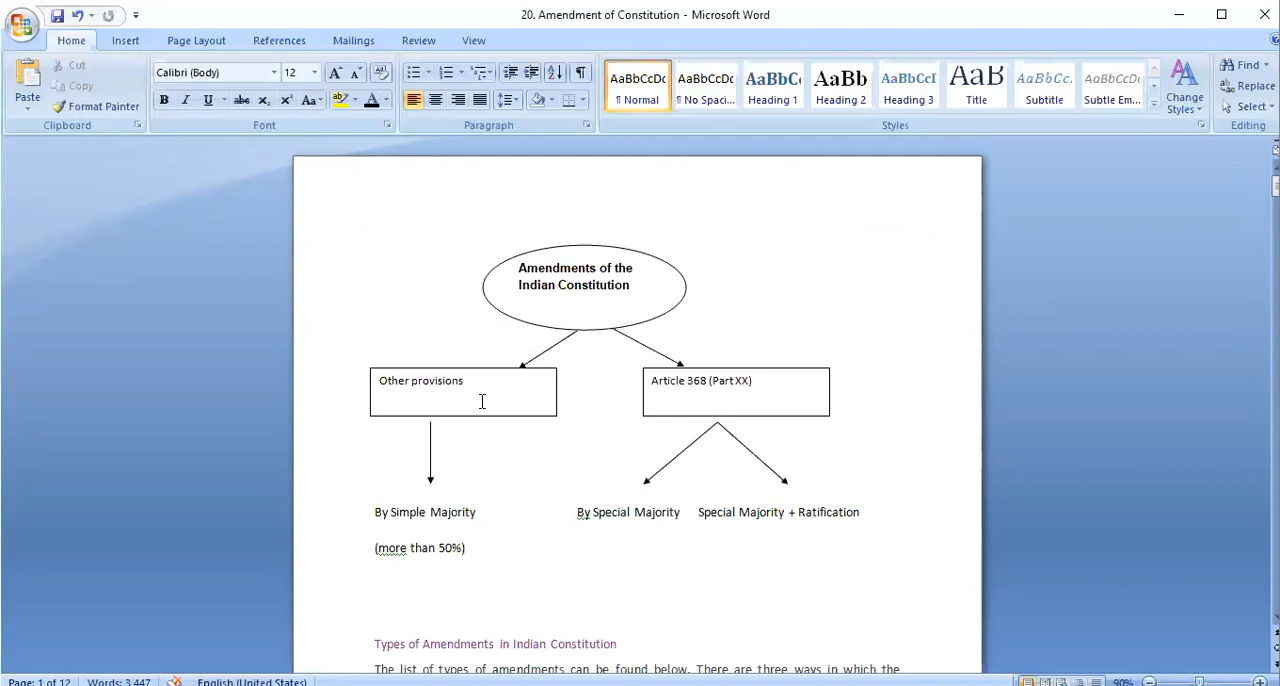 20. Amendment of Constitution - Microsoft Word
Home Insert Page Layout References Mailings Review View
Paste
Cut
Copy
Format Painter
Clipboard
Calibri (Body) 12
B I U abc X₂ X² Aa
Font
Paragraph
AaBbCcDc AaBbCcDc AaBbC AaBb AaBbCcI AaB AaBbCc. AaBbCcDc
¶ Normal ¶ No Spaci... Heading 1 Heading 2 Heading 3 Title Subtitle Subtle Em...
Change
Styles
Styles
Find
Replace
Select
Editing
Amendments of the
Indian Constitution
Other provisions Article 368 (Part XX)
By Simple Majority By Special Majority Special Majority + Ratification
(more than 50%)
Types of Amendments in Indian Constitution
The list of types of amendments can be found below. There are three ways in which the
Page: 1 of 12 Words: 3,447 English (United States) 90%